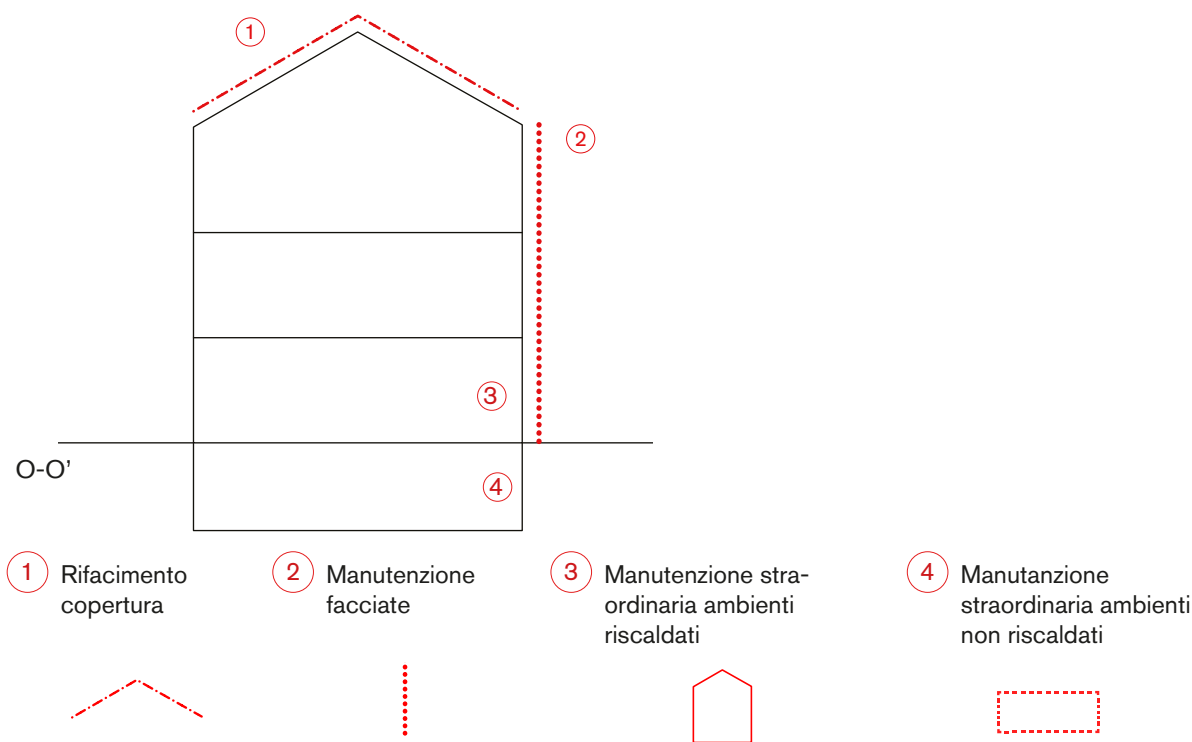 1
2
3
O-O'
4
1 Rifacimento
copertura
2 Manutenzione
facciate
3 Manutenzione stra-
ordinaria ambienti
riscaldati
4 Manutanzione
straordinaria ambienti
non riscaldati